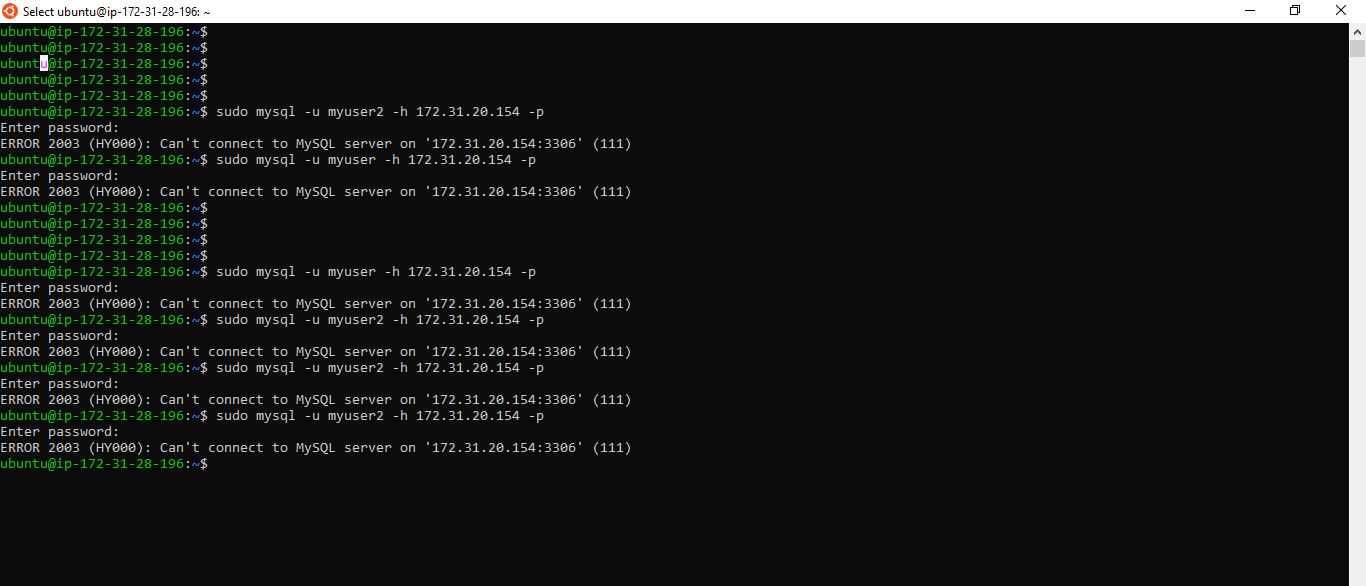 Select ubuntu@ip-172-31-28-196: ~
ubuntu@ip-172-31-28-196:~$
ubuntu@ip-172-31-28-196:~$
ubuntu@ip-172-31-28-196:~$
ubuntu@ip-172-31-28-196:~$
ubuntu@ip-172-31-28-196:~$
ubuntu@ip-172-31-28-196:~$ sudo mysql -u myuser2 -h 172.31.20.154 -p
Enter password:
ERROR 2003 (HY000): Can't connect to MySQL server on '172.31.20.154:3306' (111)
ubuntu@ip-172-31-28-196:~$ sudo mysql -u myuser -h 172.31.20.154 -p
Enter password:
ERROR 2003 (HY000): Can't connect to MySQL server on '172.31.20.154:3306' (111)
ubuntu@ip-172-31-28-196:~$
ubuntu@ip-172-31-28-196:~$
ubuntu@ip-172-31-28-196:~$
ubuntu@ip-172-31-28-196:~$
ubuntu@ip-172-31-28-196:~$ sudo mysql -u myuser -h 172.31.20.154 -p
Enter password:
ERROR 2003 (HY000): Can't connect to MySQL server on '172.31.20.154:3306' (111)
ubuntu@ip-172-31-28-196:~$ sudo mysql -u myuser2 -h 172.31.20.154 -p
Enter password:
ERROR 2003 (HY000): Can't connect to MySQL server on '172.31.20.154:3306' (111)
ubuntu@ip-172-31-28-196:~$ sudo mysql -u myuser2 -h 172.31.20.154 -p
Enter password:
ERROR 2003 (HY000): Can't connect to MySQL server on '172.31.20.154:3306' (111)
ubuntu@ip-172-31-28-196:~$ sudo mysql -u myuser2 -h 172.31.20.154 -p
Enter password:
ERROR 2003 (HY000): Can't connect to MySQL server on '172.31.20.154:3306' (111)
ubuntu@ip-172-31-28-196:~$